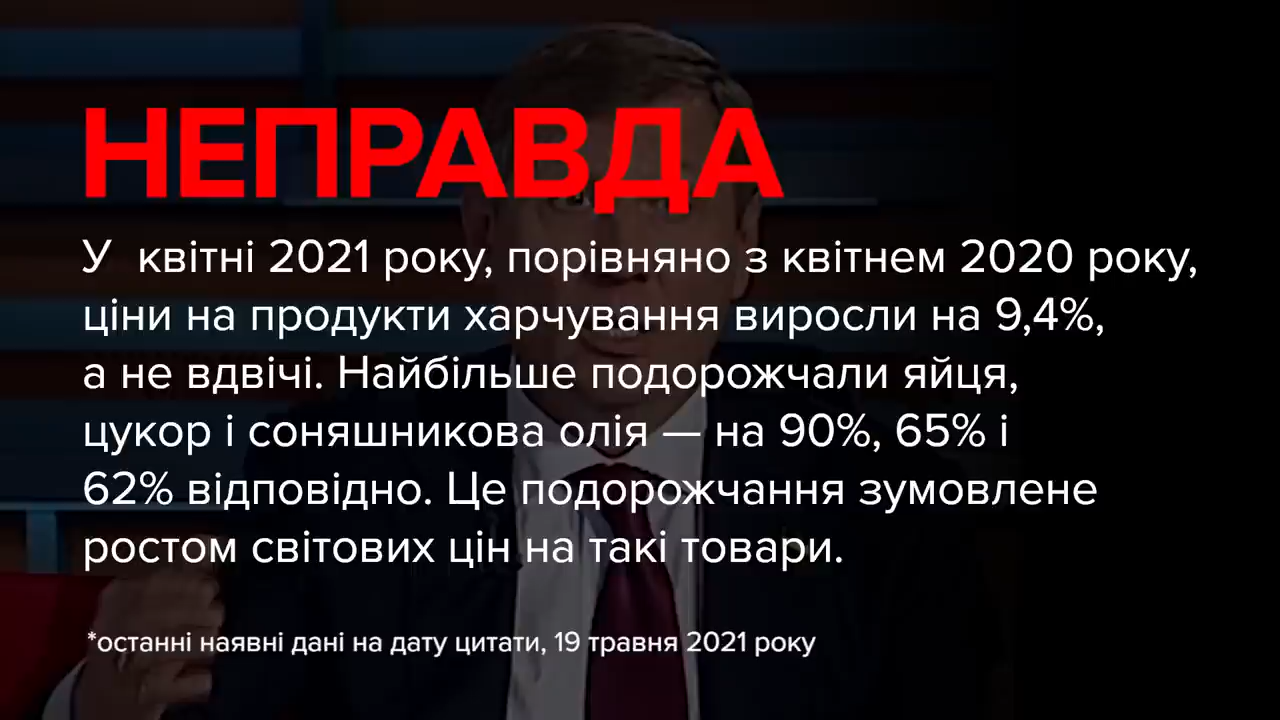 НЕПРАВДА
У квітні 2021 року, порівняно з квітнем 2020 року,
ціни на продукти харчування виросли на 9,4%,
а не вдвічі. Найбільше подорожчали яйця,
цукор і соняшникова олія — на 90%, 65% і
62% відповідно. Це подорожчання зумовлене
ростом світових цін на такі товари.
*останні наявні дані на дату цитати, 19 травня 2021 року